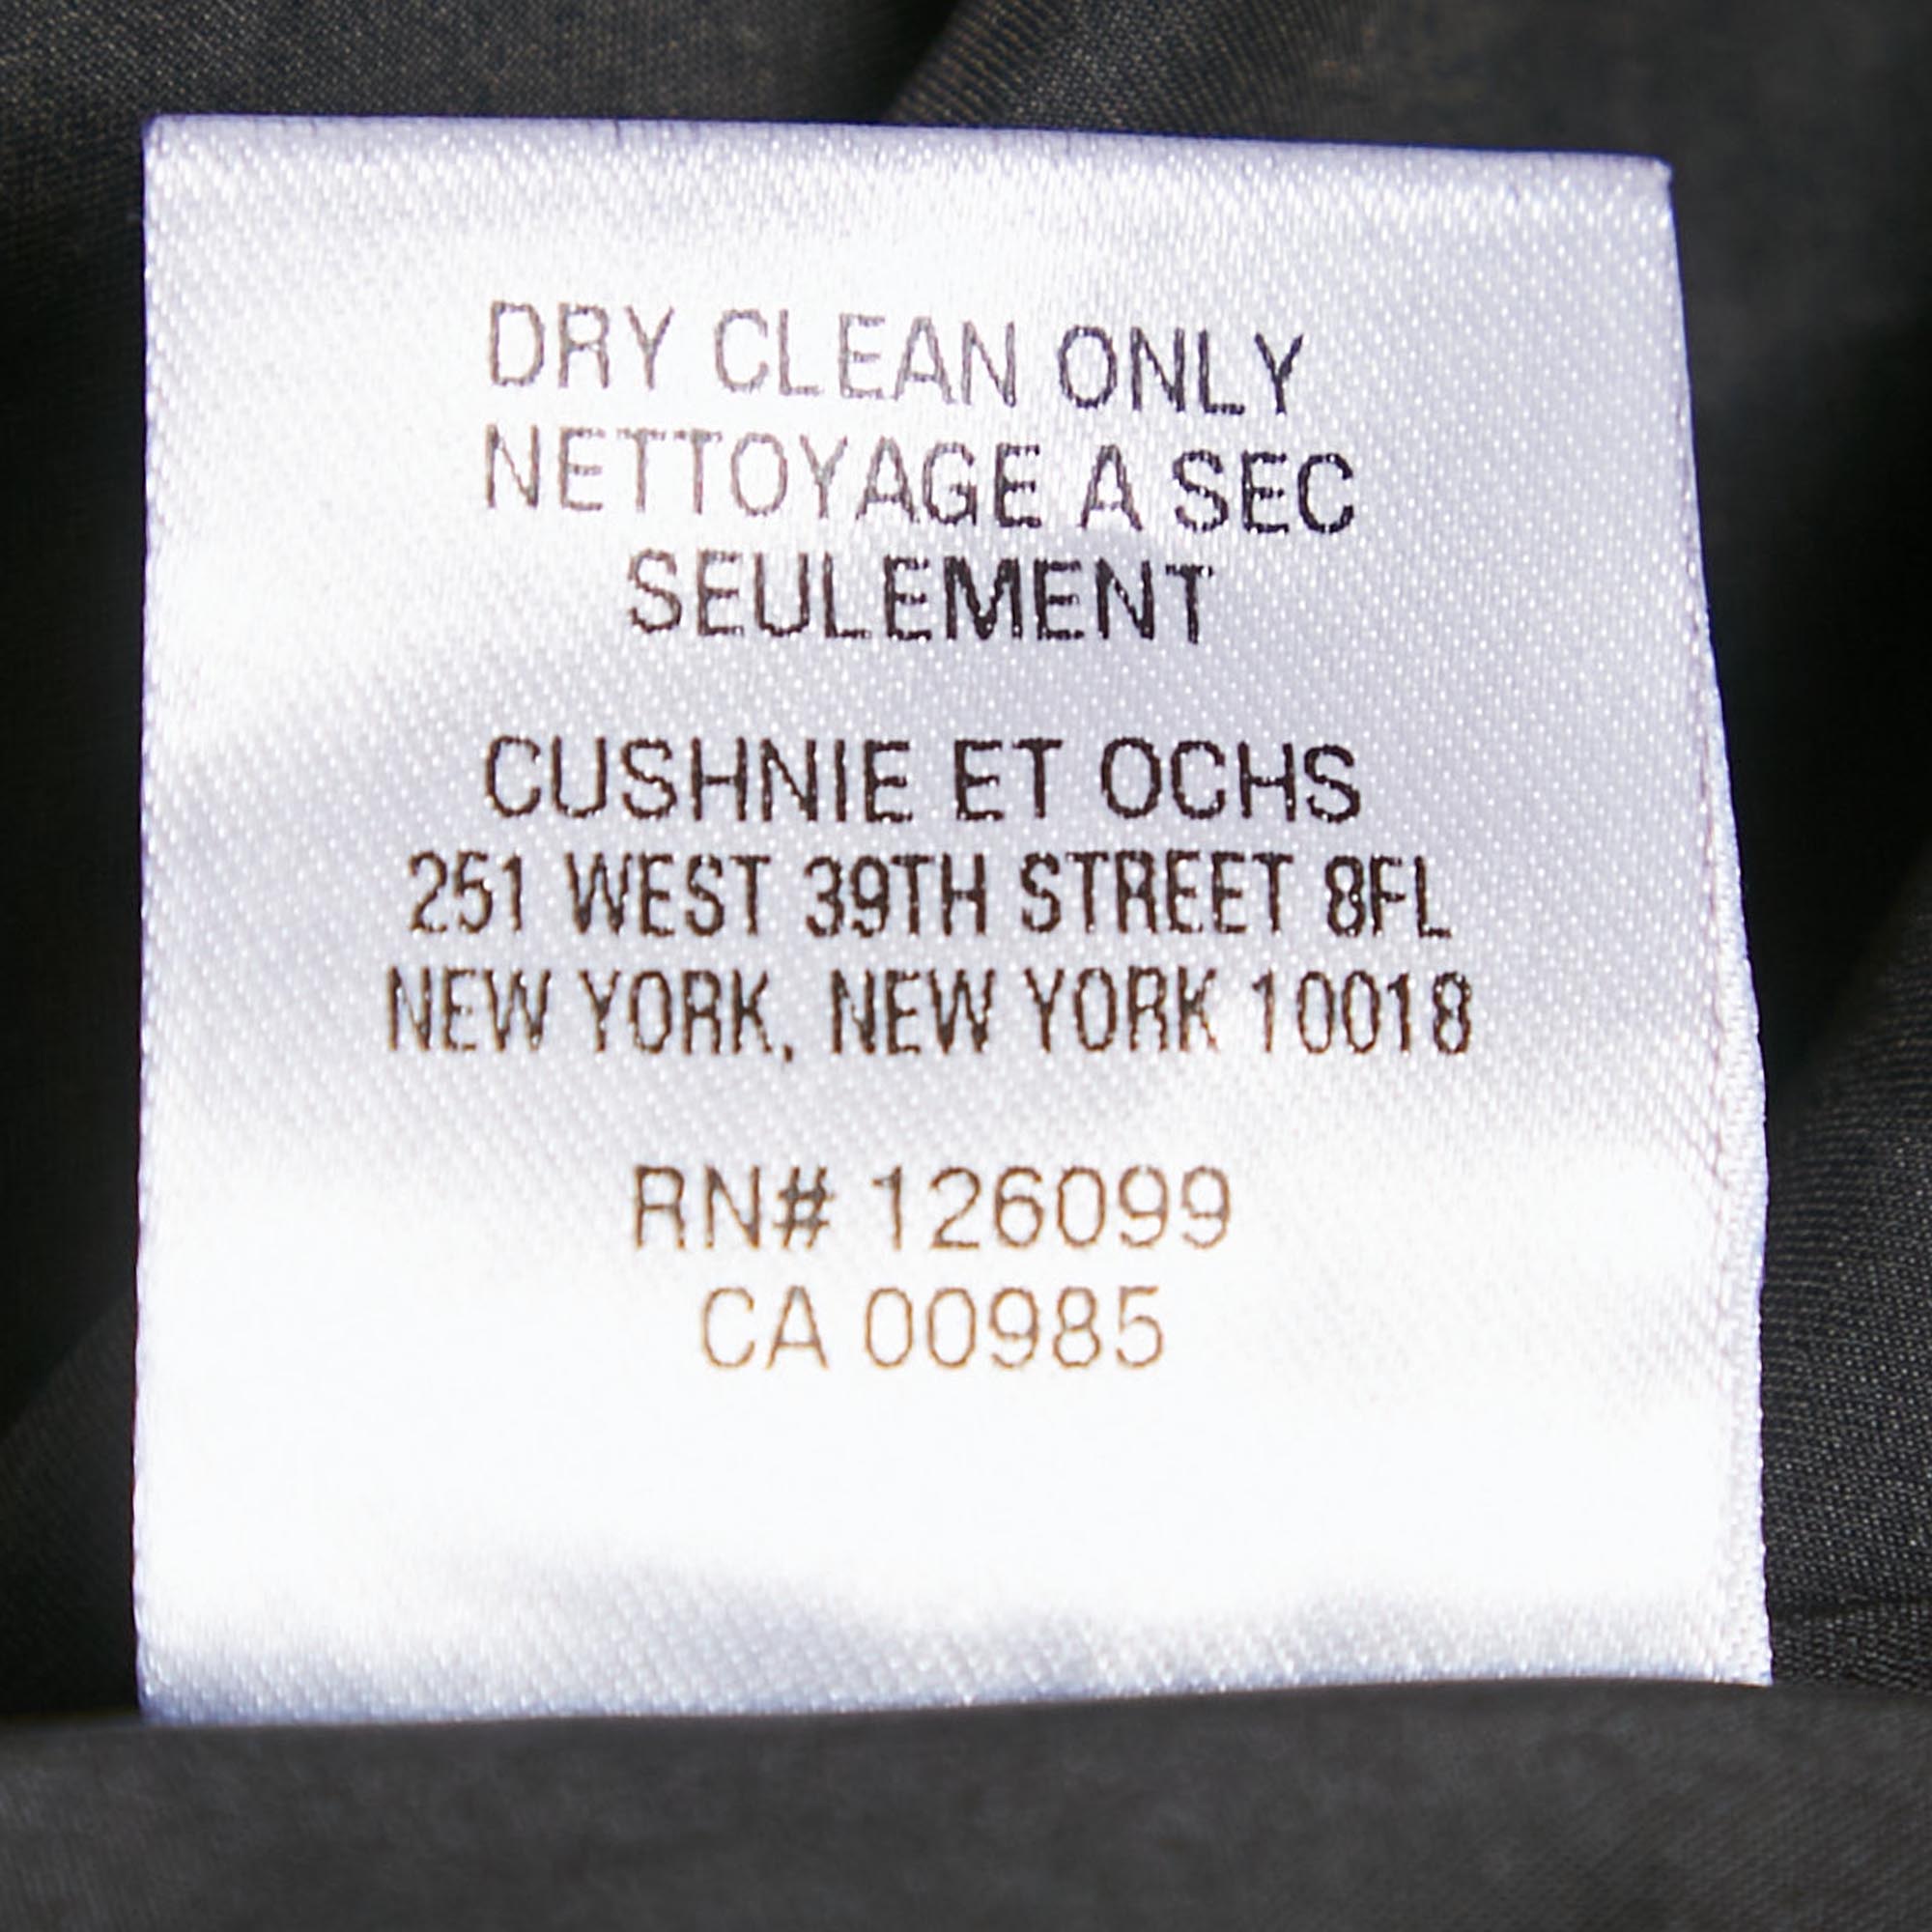 DRY CLEAN ONLY
NETTOYAGE A SEC
SEULEMENT
CUSHNIE ET OCHS
251 WEST 39TH STREET 8FL
NEW YORK, NEW YORK 10018
RN# 126099
CA 00985